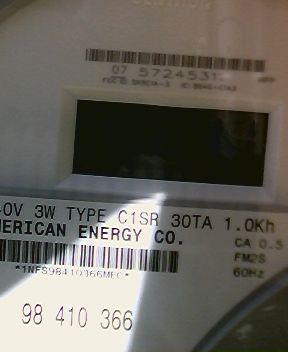 07 5724531
OV 3W TYPE C1SR 30TA 1.0Kh
MERICAN ENERGY CO.
CA 0.5
FM2S
60Hz
*1NFS98410366MEC*
98 410 366